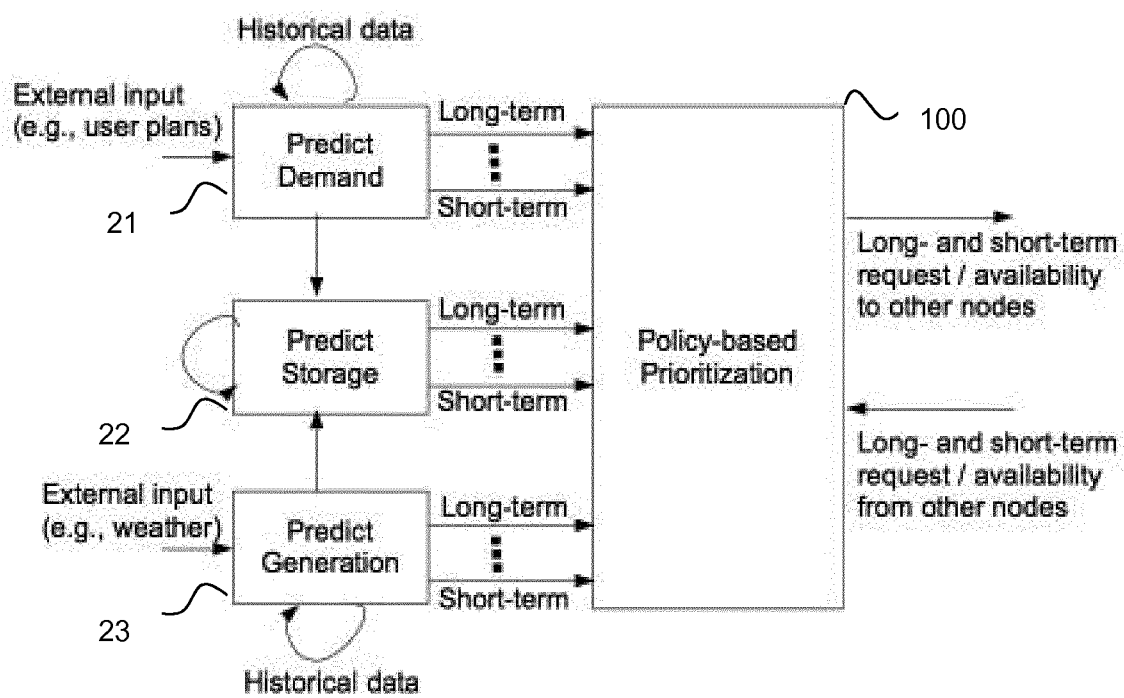 Historical data
External input
(e.g., user plans)
Predict
Demand
21
Long-term
Short-term
100
Predict
Storage
22
Long-term
Short-term
Policy-based
Prioritization
Long- and short-term
request / availability
to other nodes
Long- and short-term
request / availability
from other nodes
External input
(e.g., weather)
Predict
Generation
23
Long-term
Short-term
Historical data